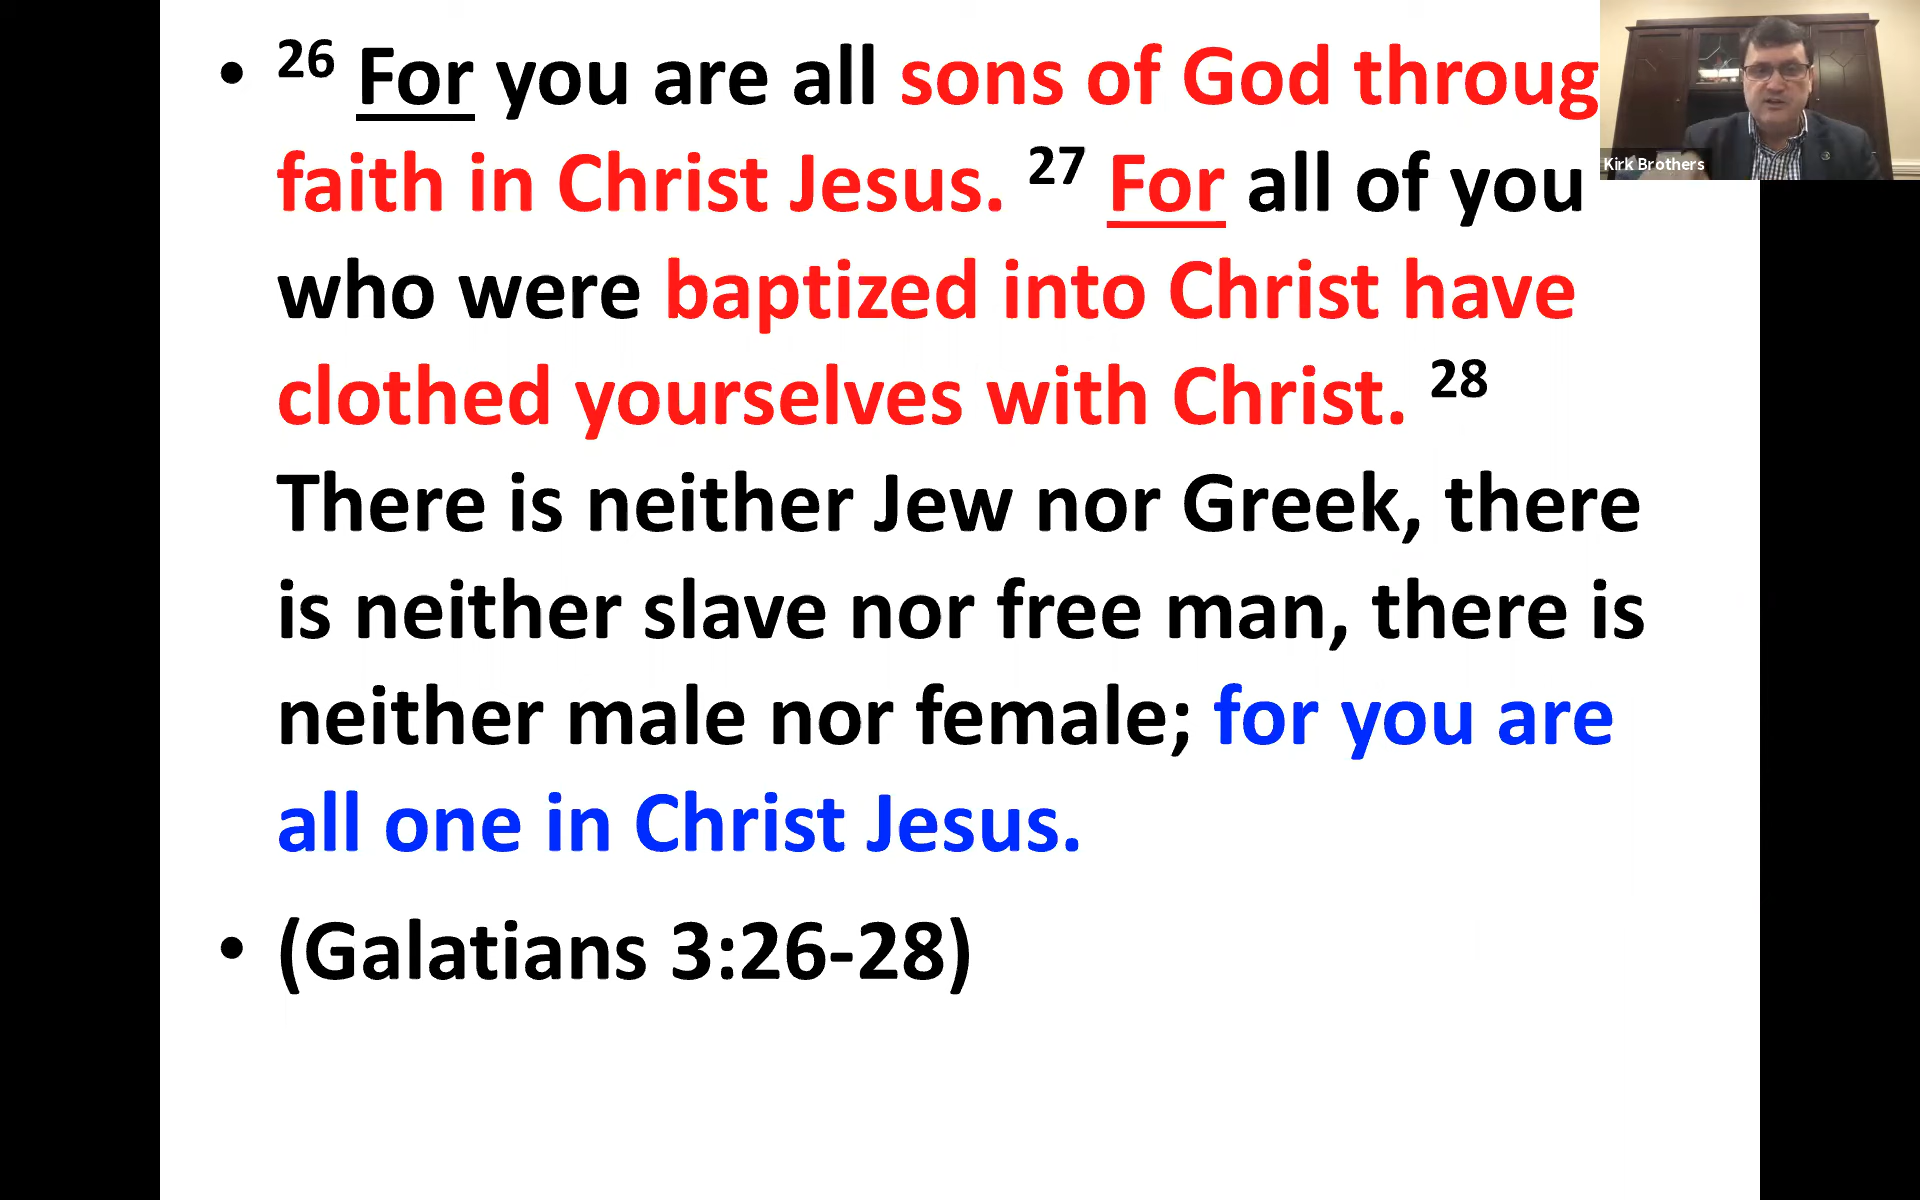 • 26 For you are all sons of God throug
faith in Christ Jesus. 27 For all of you
who were baptized into Christ have
clothed yourselves with Christ. 28
There is neither Jew nor Greek, there
is neither slave nor free man, there is
neither male nor female; for you are
all one in Christ Jesus.
• (Galatians 3:26-28)
Kirk Brothers